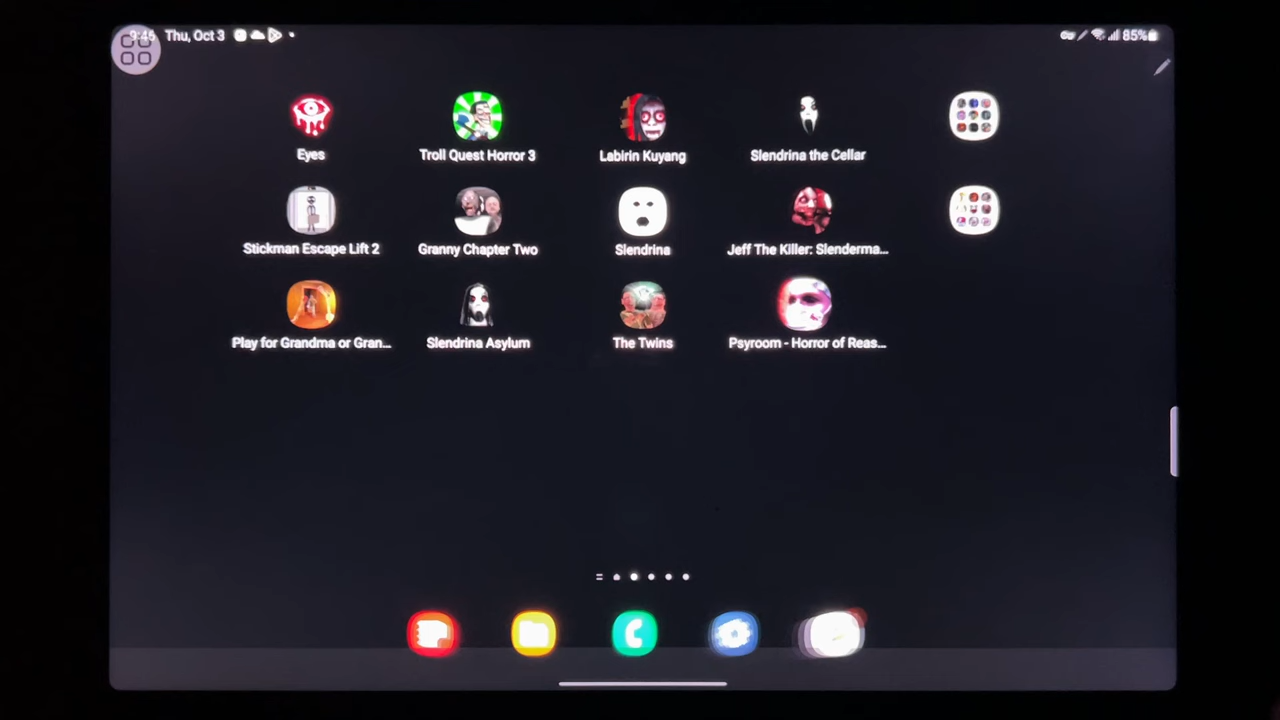 9:46 Thu, Oct 3 85%
Eyes
Troll Quest Horror 3
Labirin Kuyang
Slendrina the Cellar
Stickman Escape Lift 2
Granny Chapter Two
Slendrina
Jeff The Killer: Slenderma...
Play for Grandma or Gran...
Slendrina Asylum
The Twins
Psyroom - Horror of Reas...